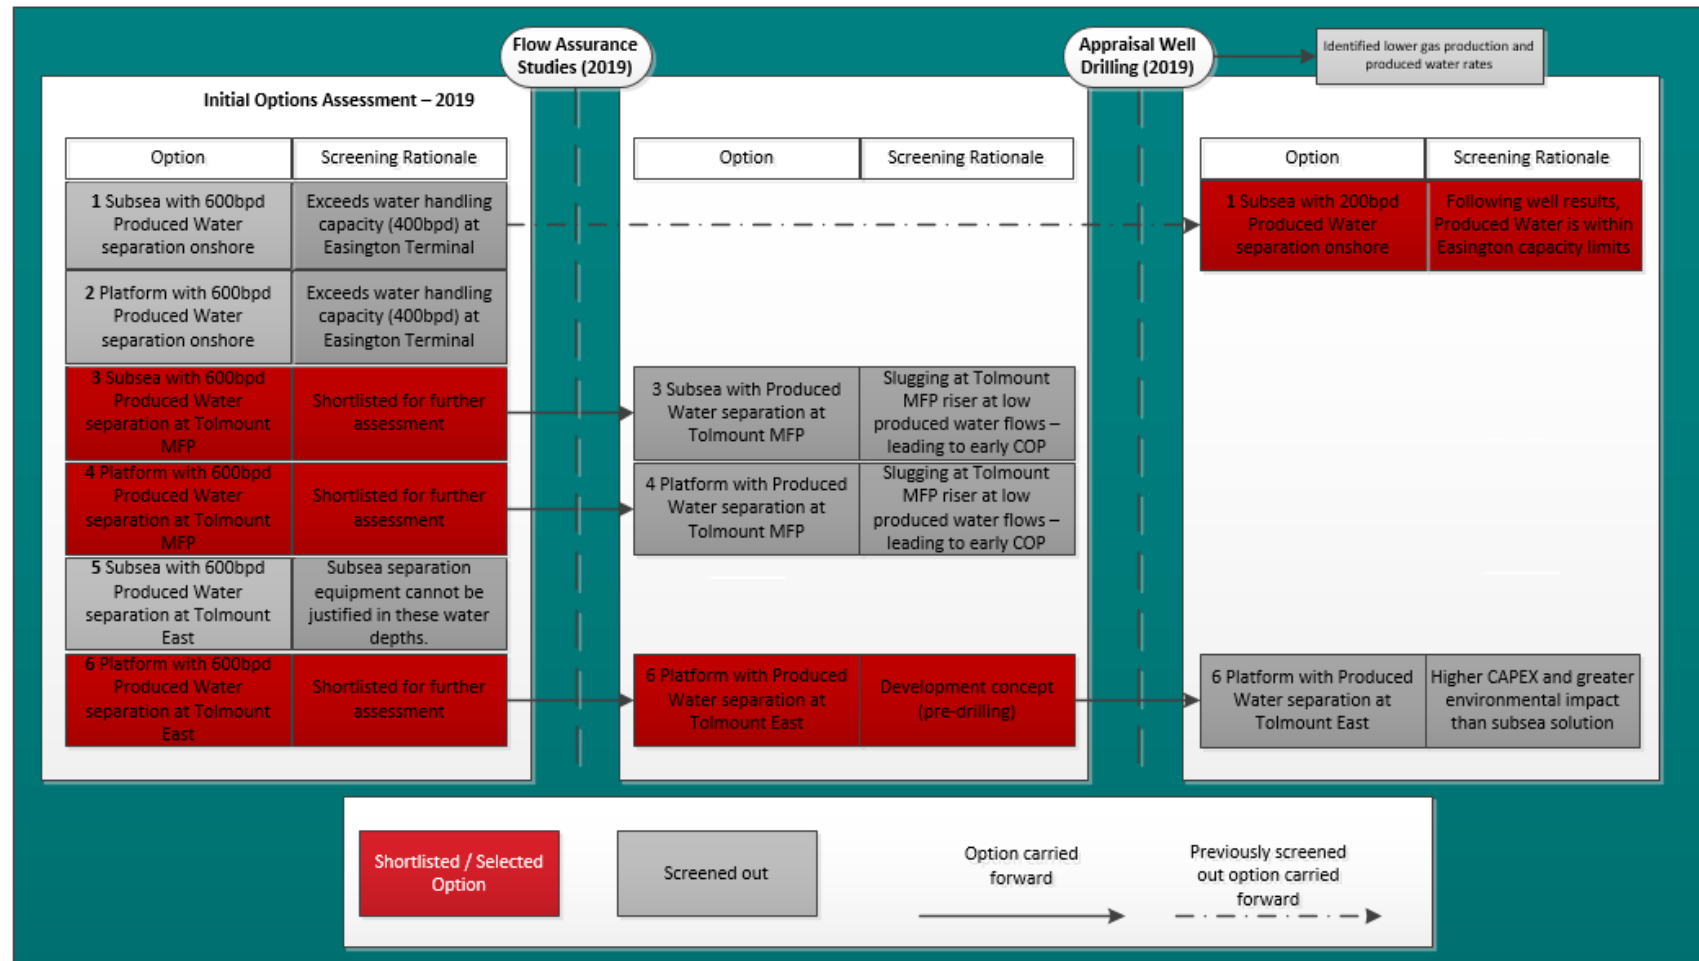 Flow Assurance
Studies (2019)
Appraisal Well
Drilling (2019)
Identified lower gas production and
produced water rates
Initial Options Assessment – 2019
Option
Screening Rationale
1 Subsea with 600bpd
Produced Water
separation onshore
Exceeds water handling
capacity (400bpd) at
Easington Terminal
2 Platform with 600bpd
Produced Water
separation onshore
Exceeds water handling
capacity (400bpd) at
Easington Terminal
3 Subsea with 600bpd
Produced Water
separation at Tolmount
MFP
Shortlisted for further
assessment
4 Platform with 600bpd
Produced Water
separation at Tolmount
MFP
Shortlisted for further
assessment
5 Subsea with 600bpd
Produced Water
separation at Tolmount
East
Subsea separation
equipment cannot be
justified in these water
depths.
6 Platform with 600bpd
Produced Water
separation at Tolmount
East
Shortlisted for further
assessment
Option
Screening Rationale
3 Subsea with Produced
Water separation at
Tolmount MFP
Slugging at Tolmount
MFP riser at low
produced water flows –
leading to early COP
4 Platform with Produced
Water separation at
Tolmount MFP
Slugging at Tolmount
MFP riser at low
produced water flows –
leading to early COP
6 Platform with Produced
Water separation at
Tolmount East
Development concept
(pre-drilling)
Option
Screening Rationale
1 Subsea with 200bpd
Produced Water
separation onshore
Following well results,
Produced Water is within
Easington capacity limits
6 Platform with Produced
Water separation at
Tolmount East
Higher CAPEX and greater
environmental impact
than subsea solution
Shortlisted / Selected
Option
Screened out
Option carried
forward
Previously screened
out option carried
forward